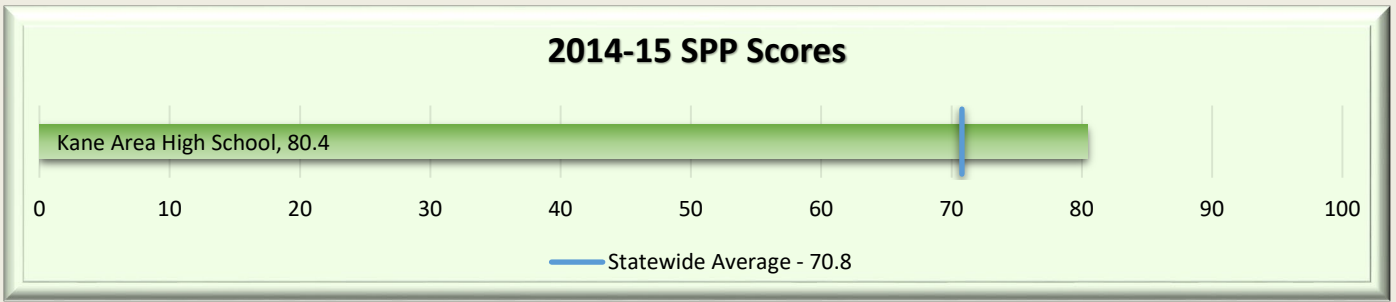 2014-15 SPP Scores
Kane Area High School, 80.4
0 10 20 30 40 50 60 70 80 90 100
Statewide Average - 70.8